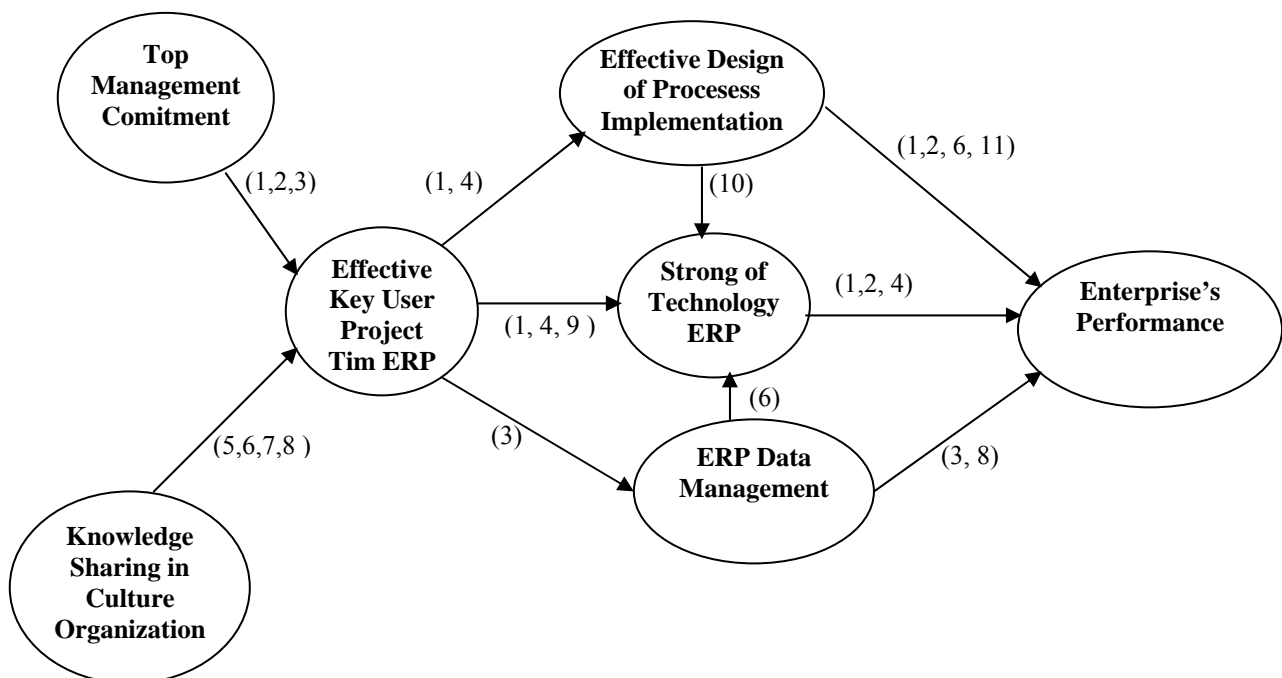 Top
Management
Comitment
Effective Design
of Procesess
Implementation
(1,2, 6, 11)
(1,2,3)
(1, 4)
(10)
Effective
Key User
Project
Tim ERP
Strong of
Technology
ERP
(1,2, 4)
Enterprise’s
Performance
(1, 4, 9 )
(6)
(5,6,7,8 )
(3)
ERP Data
Management
(3, 8)
Knowledge
Sharing in
Culture
Organization